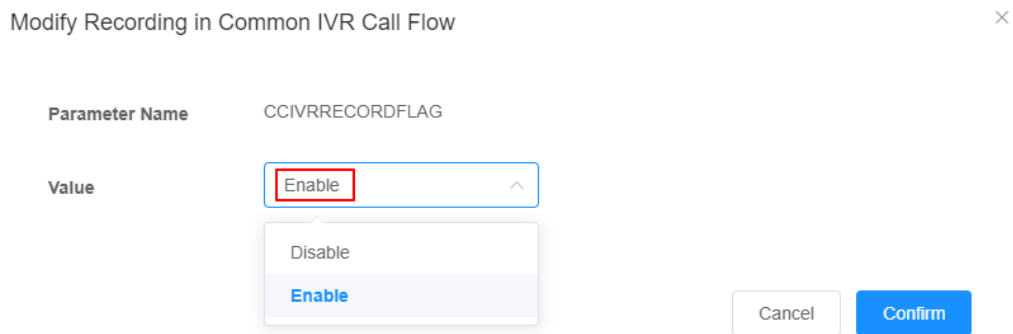 Modify Recording in Common IVR Call Flow
Parameter Name CCIVRRECORDFLAG
Value Enable
Disable
Enable
Cancel Confirm